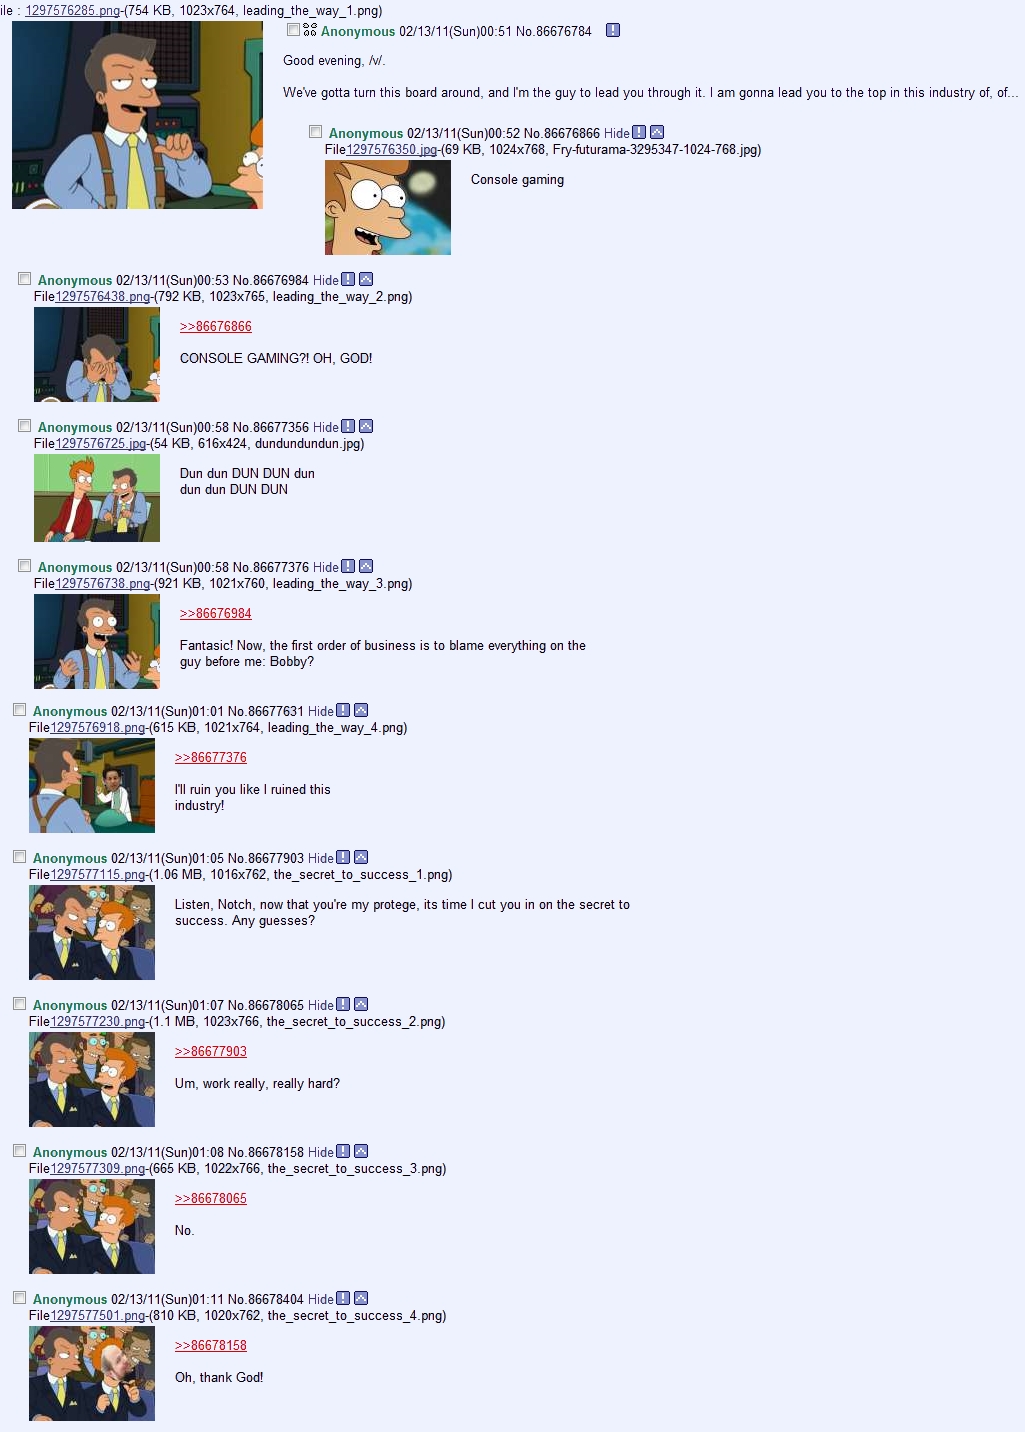 ile : 1297576285.png-(754 KB, 1023x764, leading_the_way_1.png)
Anonymous 02/13/11(Sun)00:51 No.86676784
Good evening, /v/.
We've gotta turn this board around, and I'm the guy to lead you through it. I am gonna lead you to the top in this industry of, of...
Anonymous 02/13/11(Sun)00:52 No.86676866 Hide
File1297576350.jpg-(69 KB, 1024x768, Fry-futurama-3295347-1024-768.jpg)
Console gaming
Anonymous 02/13/11(Sun)00:53 No.86676984 Hide
File1297576438.png-(792 KB, 1023x765, leading_the_way_2.png)
>>86676866
CONSOLE GAMING?! OH, GOD!
Anonymous 02/13/11(Sun)00:58 No.86677356 Hide
File1297576725.jpg-(54 KB, 616x424, dundundundun.jpg)
Dun dun DUN DUN dun
dun dun DUN DUN
Anonymous 02/13/11(Sun)00:58 No.86677376 Hide
File1297576738.png-(921 KB, 1021x760, leading_the_way_3.png)
>>86676984
Fantasic! Now, the first order of business is to blame everything on the
guy before me: Bobby?
Anonymous 02/13/11(Sun)01:01 No.86677631 Hide
File1297576918.png-(615 KB, 1021x764, leading_the_way_4.png)
>>86677376
I'll ruin you like I ruined this
industry!
Anonymous 02/13/11(Sun)01:05 No.86677903 Hide
File1297577115.png-(1.06 MB, 1016x762, the_secret_to_success_1.png)
Listen, Notch, now that you're my protege, its time I cut you in on the secret to
success. Any guesses?
Anonymous 02/13/11(Sun)01:07 No.86678065 Hide
File1297577230.png-(1.1 MB, 1023x766, the_secret_to_success_2.png)
>>86677903
Um, work really, really hard?
Anonymous 02/13/11(Sun)01:08 No.86678158 Hide
File1297577309.png-(665 KB, 1022x766, the_secret_to_success_3.png)
>>86678065
No.
Anonymous 02/13/11(Sun)01:11 No.86678404 Hide
File1297577501.png-(810 KB, 1020x762, the_secret_to_success_4.png)
>>86678158
Oh, thank God!